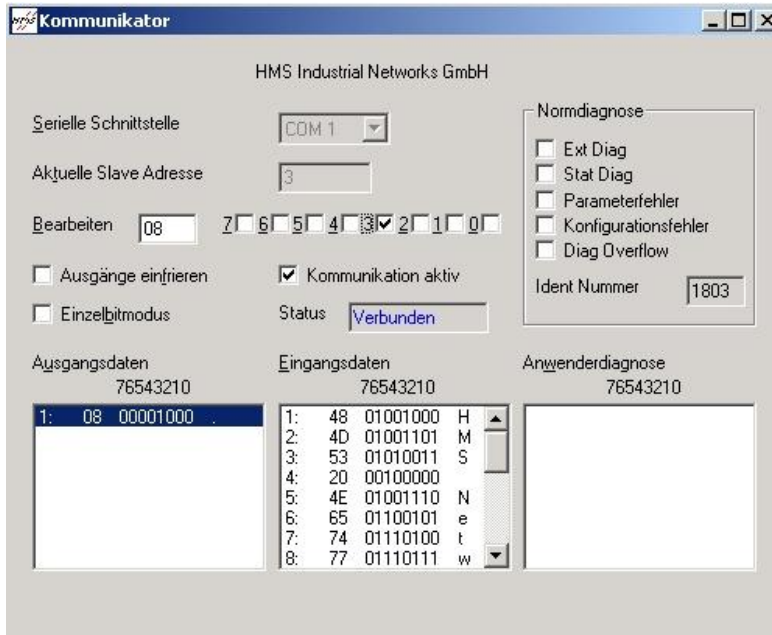 HMS Kommunikator
HMS Industrial Networks GmbH
Serielle Schnittstelle COM 1
Aktuelle Slave Adresse 3
Bearbeiten 08 7 6 5 4 3 2 1 0
Ausgänge einfrieren Kommunikation aktiv
Einzelbitmodus Status Verbunden
Normdiagnose
Ext Diag
Stat Diag
Parameterfehler
Konfigurationsfehler
Diag Overflow
Ident Nummer 1803
Ausgangsdaten
76543210
1: 08 00001000 .
Eingangsdaten
76543210
1: 48 01001000 H
2: 4D 01001101 M
3: 53 01010011 S
4: 20 00100000
5: 4E 01001110 N
6: 65 01100101 e
7: 74 01110100 t
8: 77 01110111 w
Anwenderdiagnose
76543210